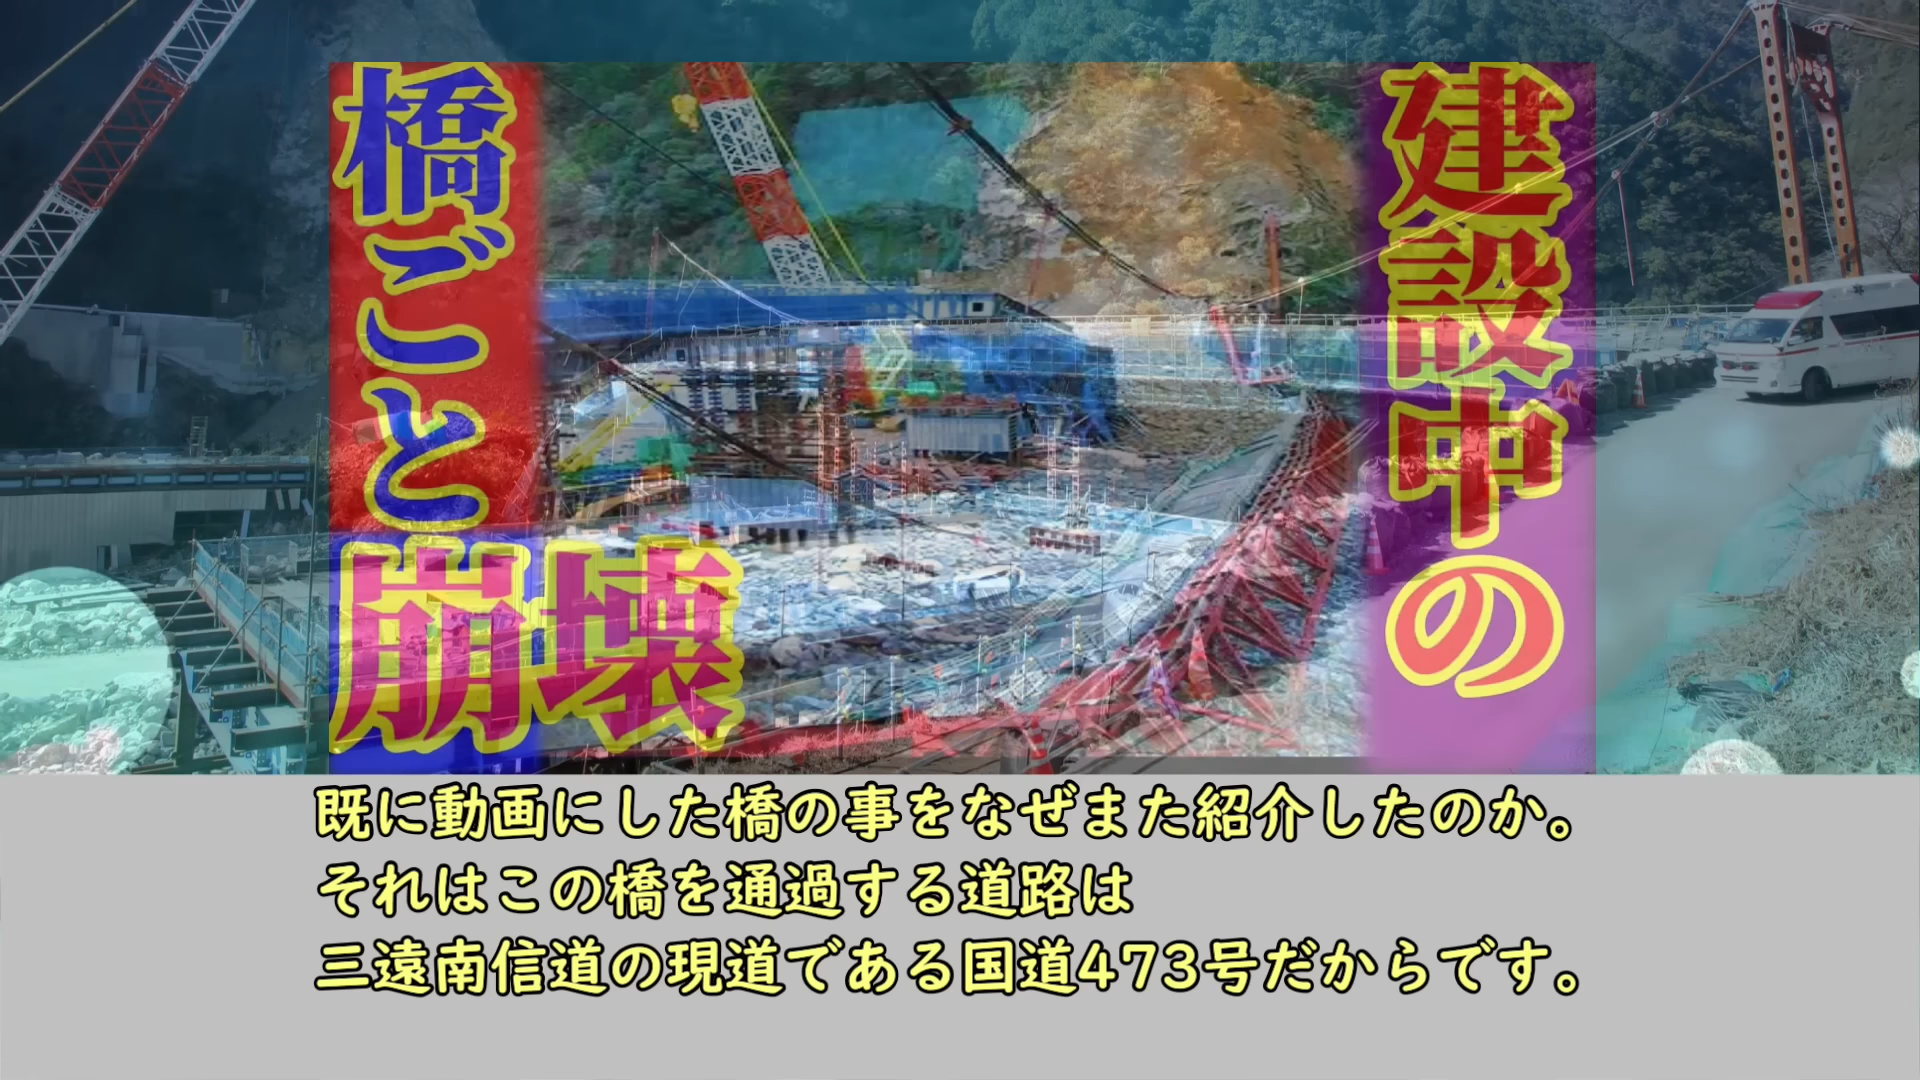 建設中の
橋ごと
崩壊
既に動画にした橋の事をなぜまた紹介したのか。
それはこの橋を通過する道路は
三遠南信道の現道である国道473号だからです。